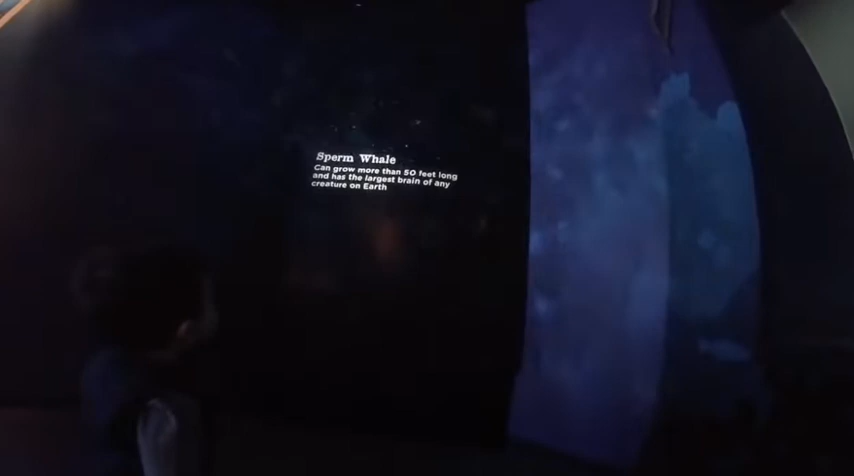 Sperm Whale
Can grow more than 50 feet long
and has the largest brain of any
creature on Earth